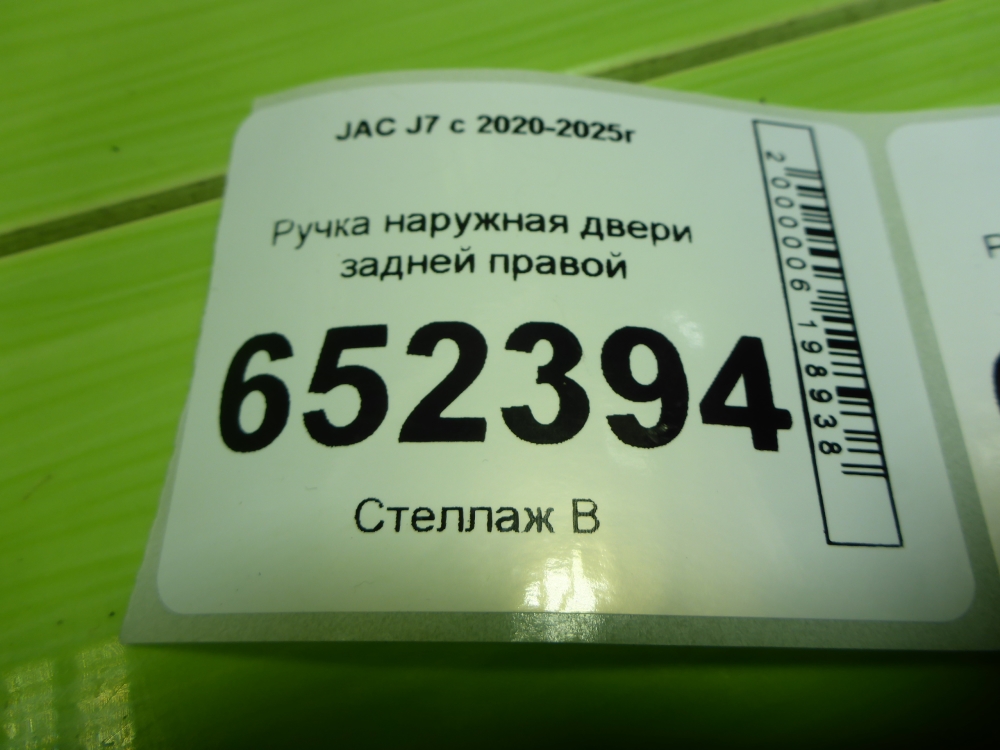 JAC J7 с 2020-2025г
Ручка наружная двери
задней правой
652394
Стеллаж В
2000006198938